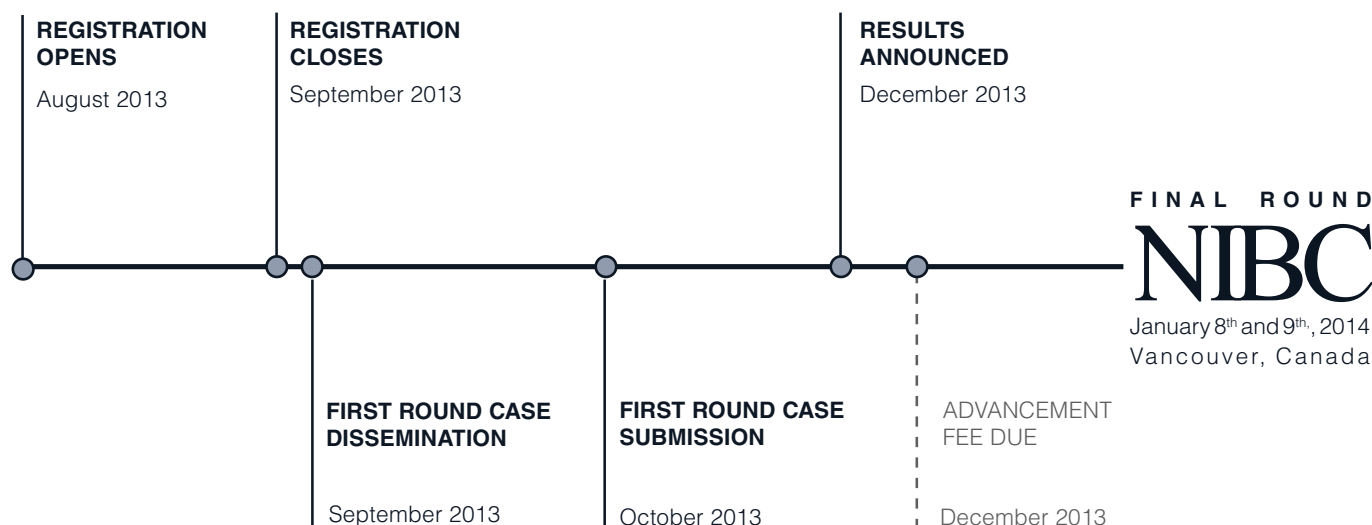 REGISTRATION
OPENS
August 2013
REGISTRATION
CLOSES
September 2013
RESULTS
ANNOUNCED
December 2013
FINAL ROUND
NIBC
January 8th and 9th,, 2014
Vancouver, Canada
FIRST ROUND CASE
DISSEMINATION
September 2013
FIRST ROUND CASE
SUBMISSION
October 2013
ADVANCEMENT
FEE DUE
December 2013